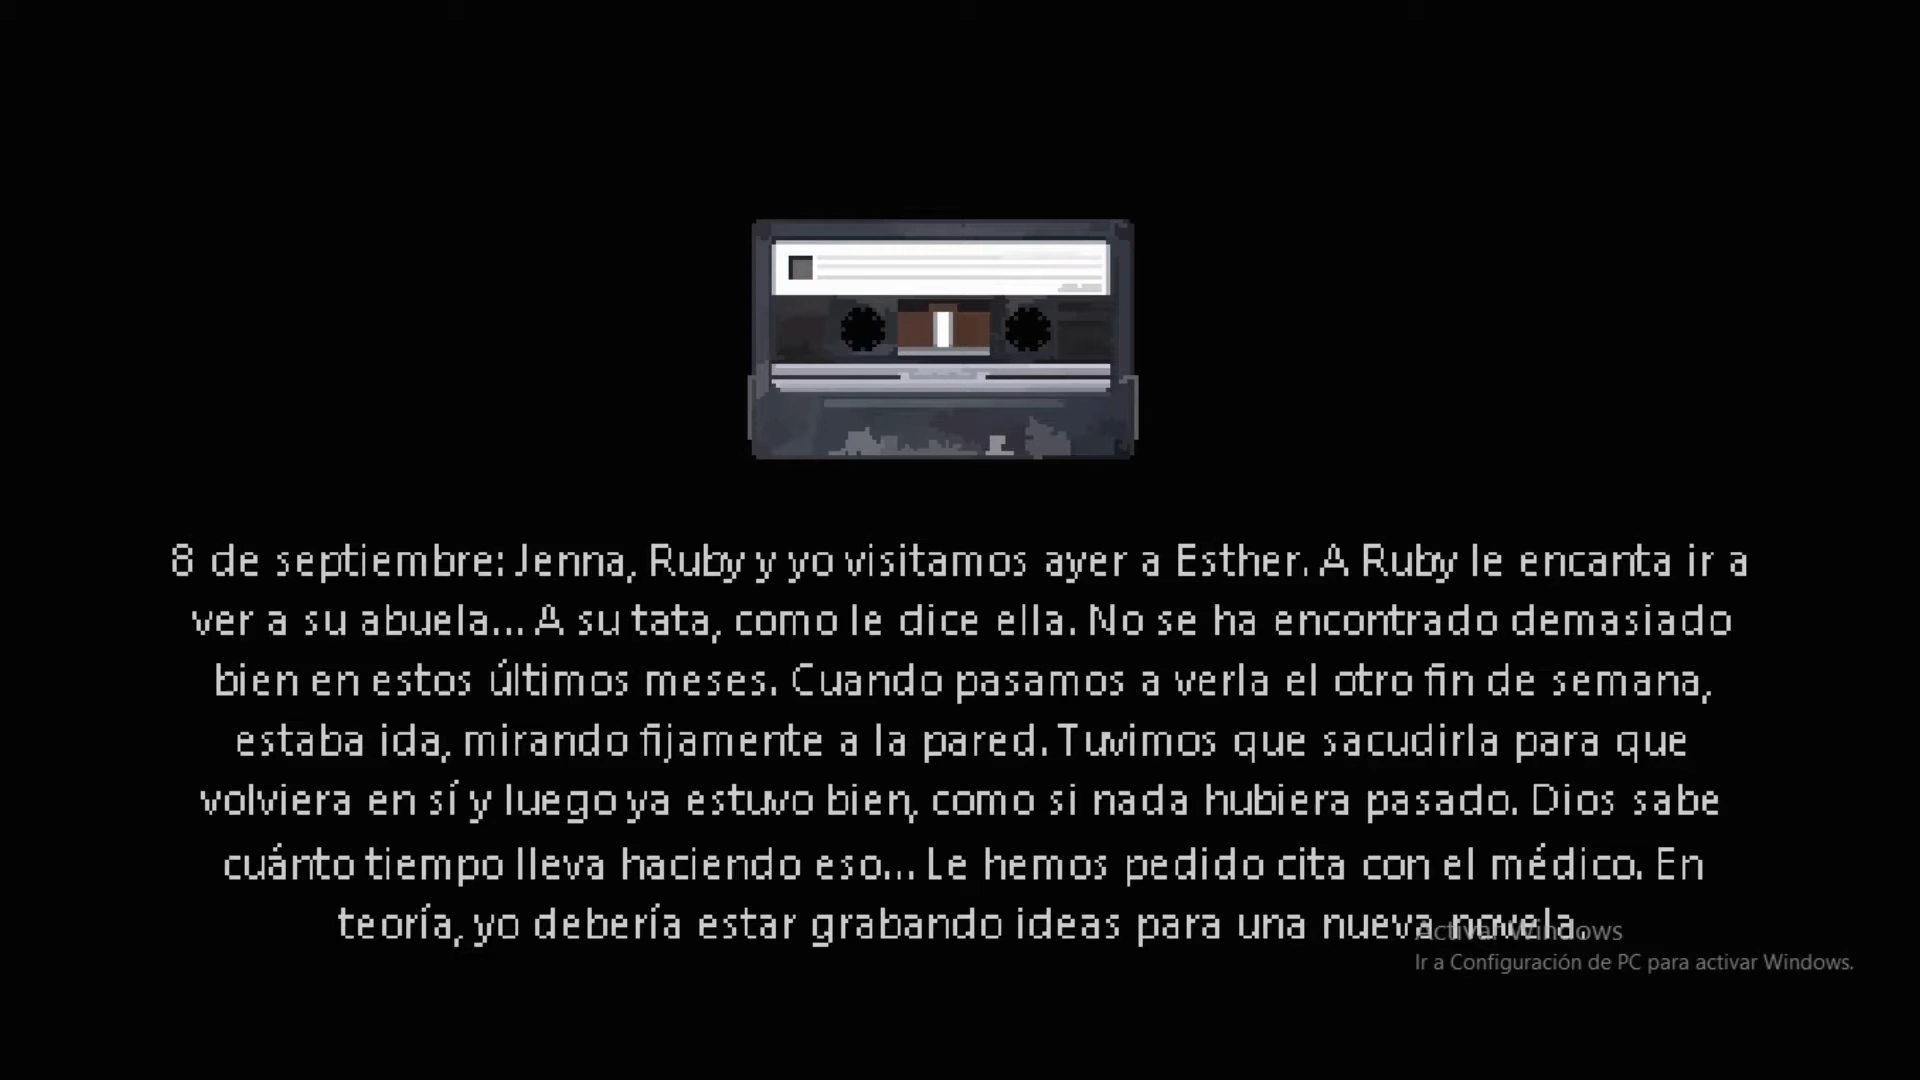 8 de septiembre: Jenna, Ruby y yo visitamos ayer a Esther. A Ruby le encanta ir a
ver a su abuela... A su tata, como le dice ella. No se ha encontrado demasiado
bien en estos últimos meses. Cuando pasamos a verla el otro fin de semana,
estaba ida, mirando fijamente a la pared. Tuvimos que sacudirla para que
volviera en sí y luego ya estuvo bien, como si nada hubiera pasado. Dios sabe
cuánto tiempo lleva haciendo eso... Le hemos pedido cita con el médico. En
teoría, yo debería estar grabando ideas para una nueva novela.
Activar Windows
Ir a Configuración de PC para activar Windows.